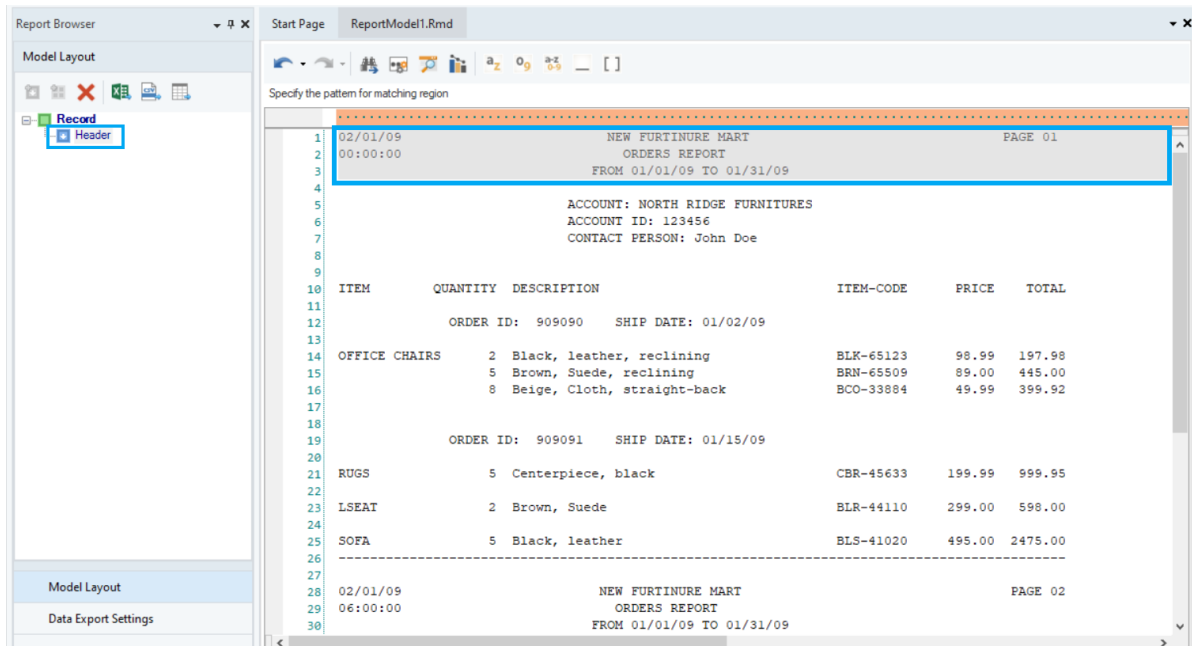 Report Browser
Start Page ReportModel1.Rmd
Model Layout
Specify the pattern for matching region
Record
Header
1 02/01/09 NEW FURTINURE MART PAGE 01
2 00:00:00 ORDERS REPORT
3 FROM 01/01/09 TO 01/31/09
4
5 ACCOUNT: NORTH RIDGE FURNITURES
6 ACCOUNT ID: 123456
7 CONTACT PERSON: John Doe
8
9
10 ITEM QUANTITY DESCRIPTION ITEM-CODE PRICE TOTAL
11
12 ORDER ID: 909090 SHIP DATE: 01/02/09
13
14 OFFICE CHAIRS 2 Black, leather, reclining BLK-65123 98.99 197.98
15 5 Brown, Suede, reclining BRN-65509 89.00 445.00
16 8 Beige, Cloth, straight-back BCO-33884 49.99 399.92
17
18
19 ORDER ID: 909091 SHIP DATE: 01/15/09
20
21 RUGS 5 Centerpiece, black CBR-45633 199.99 999.95
22
23 LSEAT 2 Brown, Suede BLR-44110 299.00 598.00
24
25 SOFA 5 Black, leather BLS-41020 495.00 2475.00
26 --------------------------------------------------------------------------------------------
27
28 02/01/09 NEW FURTINURE MART PAGE 02
29 06:00:00 ORDERS REPORT
30 FROM 01/01/09 TO 01/31/09
Model Layout
Data Export Settings